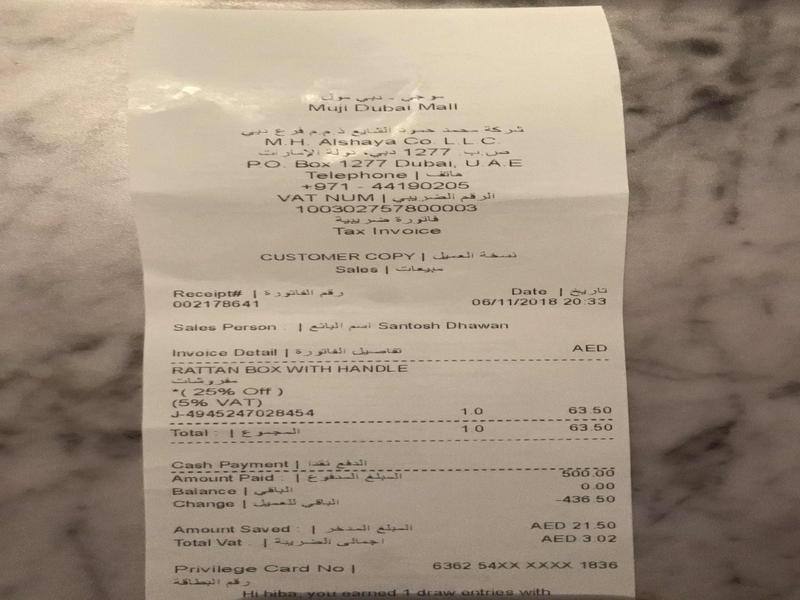 موجي - دبي مول
Muji Dubai Mall
شركة محمد حمود الشايع ذ.م.م فرع دبي
M.H. Alshaya Co. L.L.C.
ص.ب. 1277 دبي، دولة الإمارات
P.O. Box 1277 Dubai, U.A.E
Telephone | هاتف
+971 - 44190205
VAT NUM | الرقم الضريبي
100302757800003
فاتورة ضريبية
Tax Invoice
CUSTOMER COPY | نسخة العميل
Sales | مبيعات
Receipt# | رقم الفاتورة Date | تاريخ
002178641 06/11/2018 20:33
Sales Person : | اسم البائع Santosh Dhawan
Invoice Detail | تفاصيل الفاتورة AED
RATTAN BOX WITH HANDLE
مفروشات
*( 25% Off )
(5% VAT)
J-4945247028454 1.0 63.50
Total : | المجموع 1.0 63.50
Cash Payment | الدفع نقدا
Amount Paid : | المبلغ المدفوع 500.00
Balance | الباقي 0.00
Change | الباقي للعميل -436.50
Amount Saved : | المبلغ المدخر AED 21.50
Total Vat : | اجمالى الضريبة AED 3.02
Privilege Card No | 6362 54XX XXXX 1836
رقم البطاقة
Hi hiba, you earned 1 draw entries with